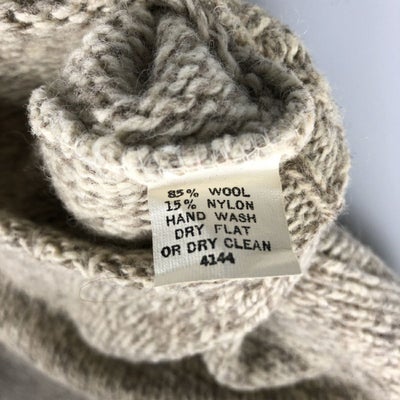 85% WOOL
15% NYLON
HAND WASH
DRY FLAT
OR DRY CLEAN
4144